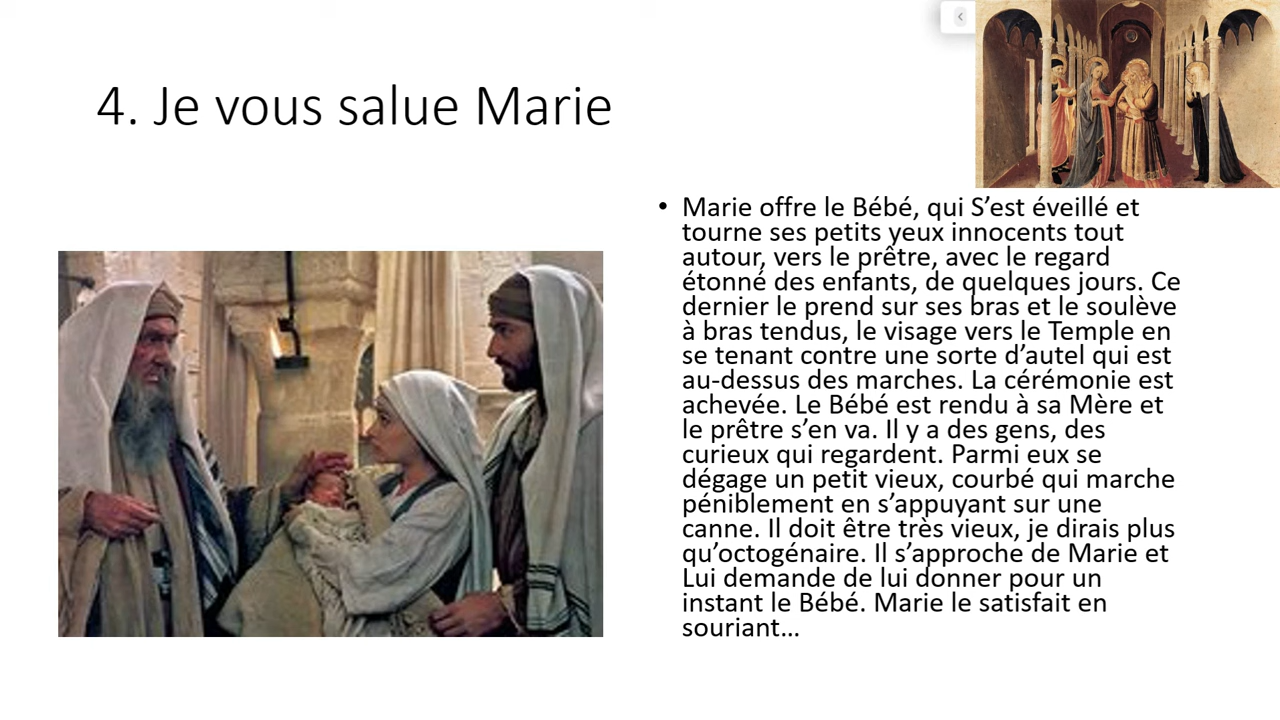 4. Je vous salue Marie
• Marie offre le Bébé, qui S’est éveillé et
tourne ses petits yeux innocents tout
autour, vers le prêtre, avec le regard
étonné des enfants, de quelques jours. Ce
dernier le prend sur ses bras et le soulève
à bras tendus, le visage vers le Temple en
se tenant contre une sorte d’autel qui est
au-dessus des marches. La cérémonie est
achevée. Le Bébé est rendu à sa Mère et
le prêtre s’en va. Il y a des gens, des
curieux qui regardent. Parmi eux se
dégage un petit vieux, courbé qui marche
péniblement en s’appuyant sur une
canne. Il doit être très vieux, je dirais plus
qu’octogénaire. Il s’approche de Marie et
Lui demande de lui donner pour un
instant le Bébé. Marie le satisfait en
souriant…